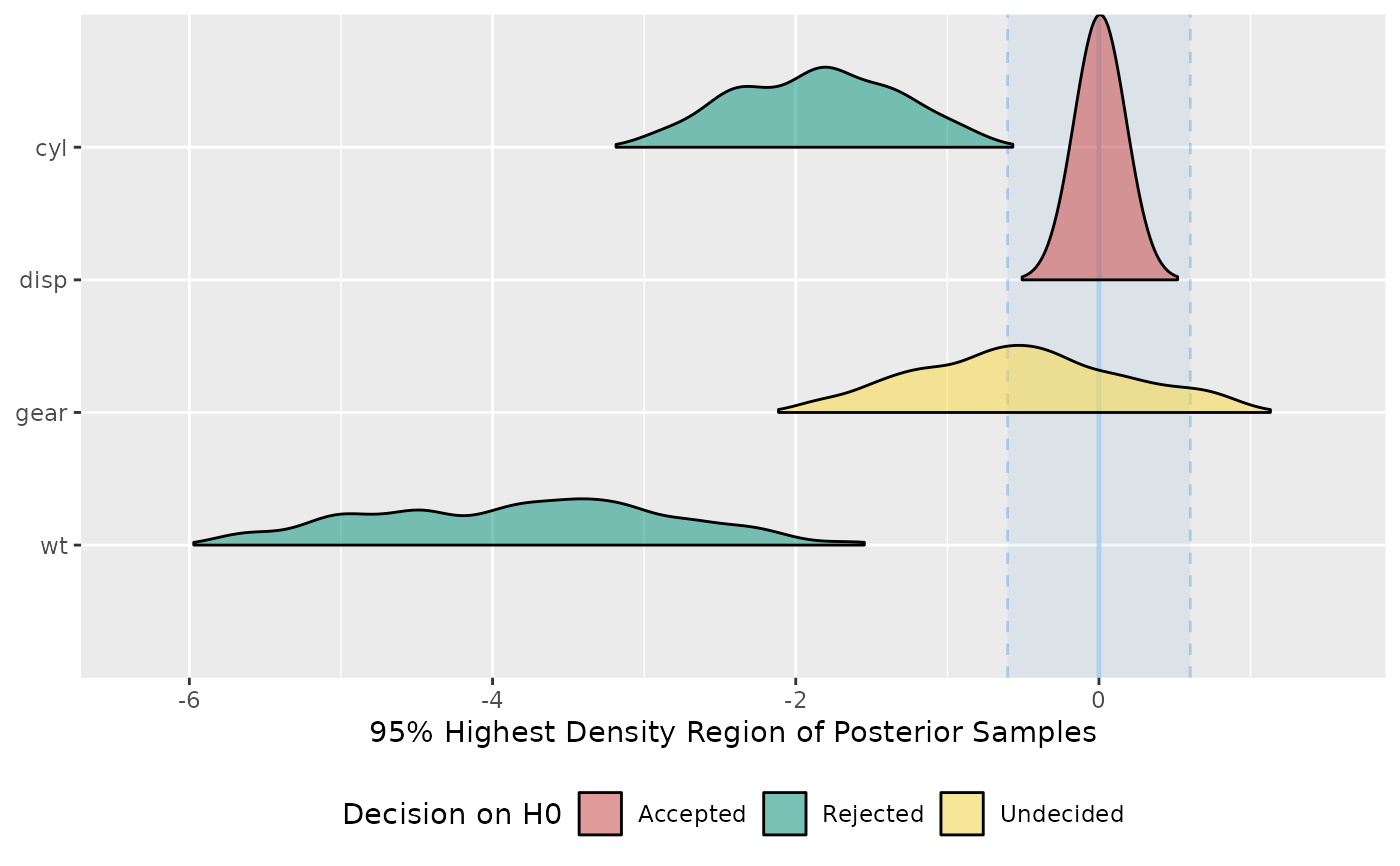 cyl
disp
gear
wt
-6 -4 -2 0
95% Highest Density Region of Posterior Samples
Decision on H0 Accepted Rejected Undecided